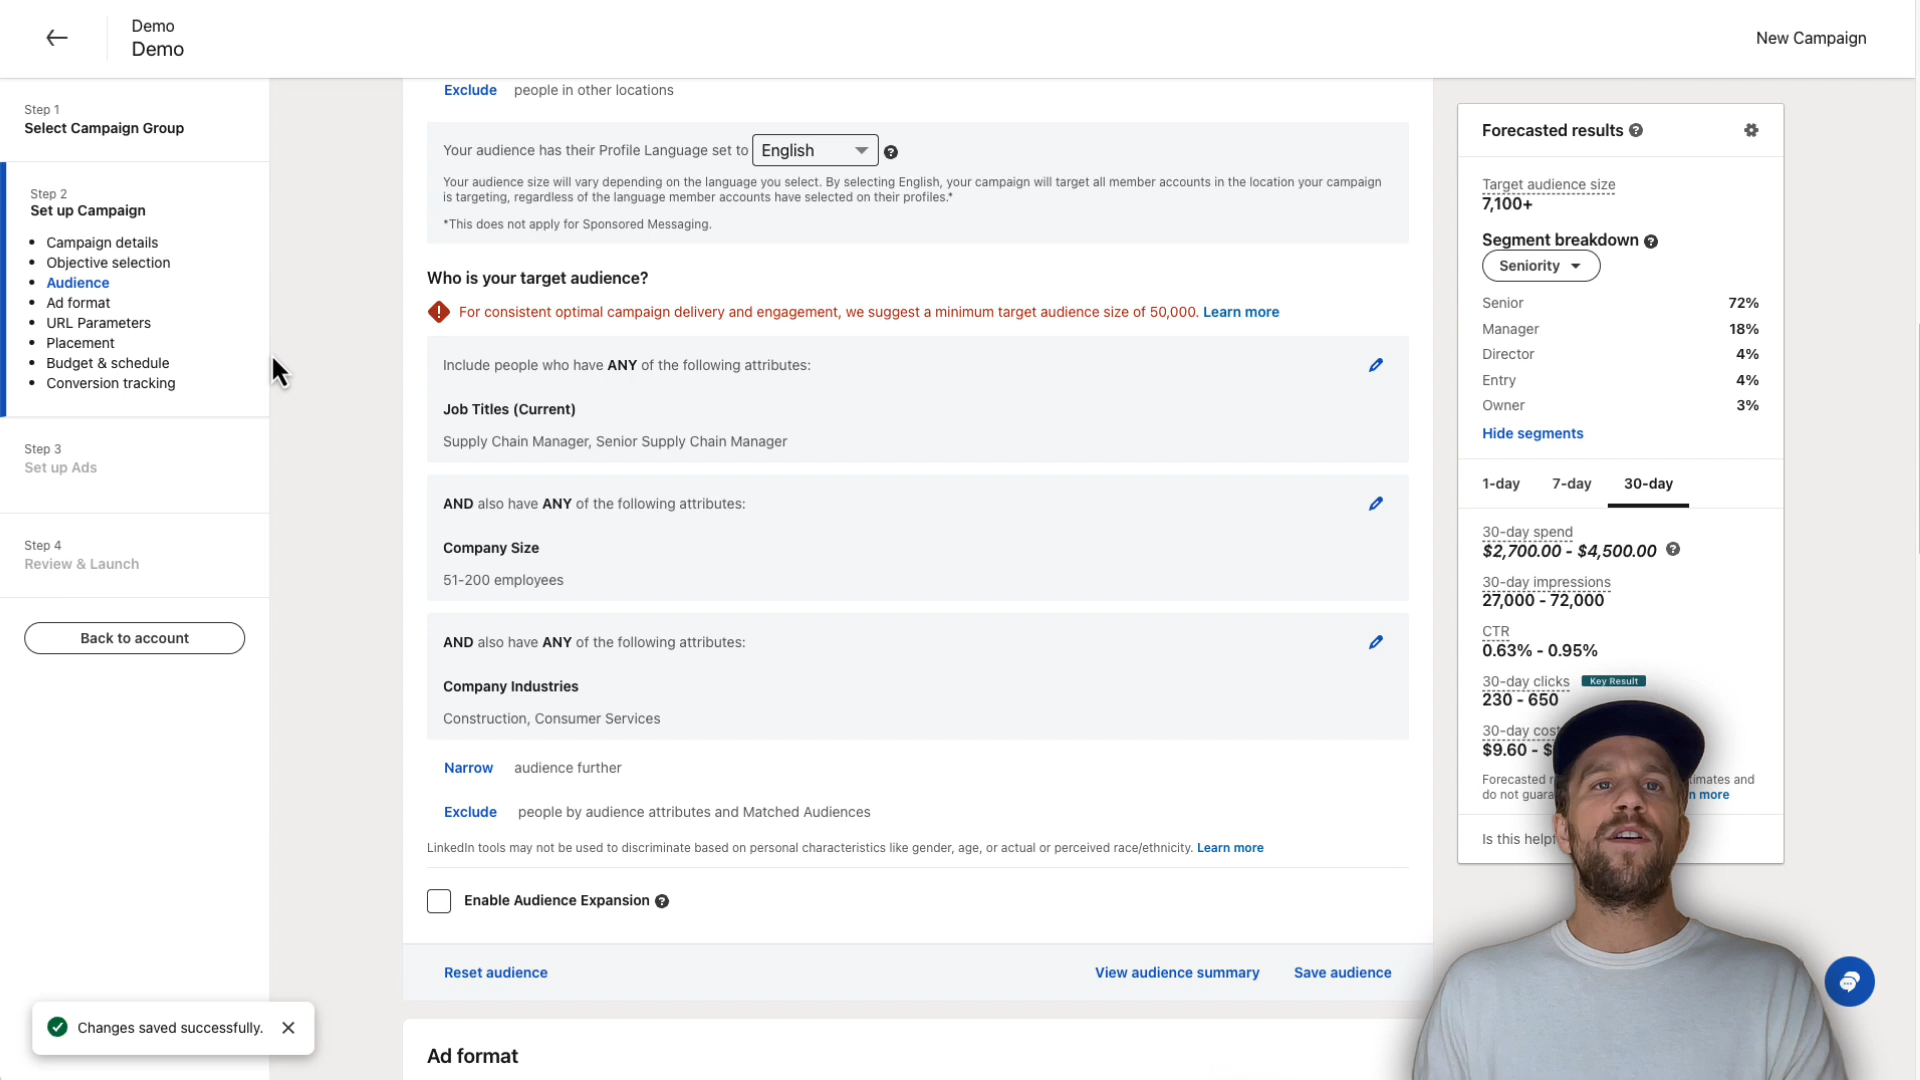 Demo
Demo
New Campaign
Step 1
Select Campaign Group
Step 2
Set up Campaign
Campaign details
Objective selection
Audience
Ad format
URL Parameters
Placement
Budget & schedule
Conversion tracking
Step 3
Set up Ads
Step 4
Review & Launch
Back to account
Changes saved successfully.
Exclude people in other locations
Your audience has their Profile Language set to English
Your audience size will vary depending on the language you select. By selecting English, your campaign will target all member accounts in the location your campaign
is targeting, regardless of the language member accounts have selected on their profiles.*
*This does not apply for Sponsored Messaging.
Who is your target audience?
For consistent optimal campaign delivery and engagement, we suggest a minimum target audience size of 50,000. Learn more
Include people who have ANY of the following attributes:
Job Titles (Current)
Supply Chain Manager, Senior Supply Chain Manager
AND also have ANY of the following attributes:
Company Size
51-200 employees
AND also have ANY of the following attributes:
Company Industries
Construction, Consumer Services
Narrow audience further
Exclude people by audience attributes and Matched Audiences
LinkedIn tools may not be used to discriminate based on personal characteristics like gender, age, or actual or perceived race/ethnicity. Learn more
Enable Audience Expansion
Reset audience
View audience summary
Save audience
Ad format
Forecasted results
Target audience size
7,100+
Segment breakdown
Seniority
Senior 72%
Manager 18%
Director 4%
Entry 4%
Owner 3%
Hide segments
1-day 7-day 30-day
30-day spend
$2,700.00 - $4,500.00
30-day impressions
27,000 - 72,000
CTR
0.63% - 0.95%
30-day clicks Key Result
230 - 650
30-day cost
$9.60 - $
Forecasted
do not more
Is this